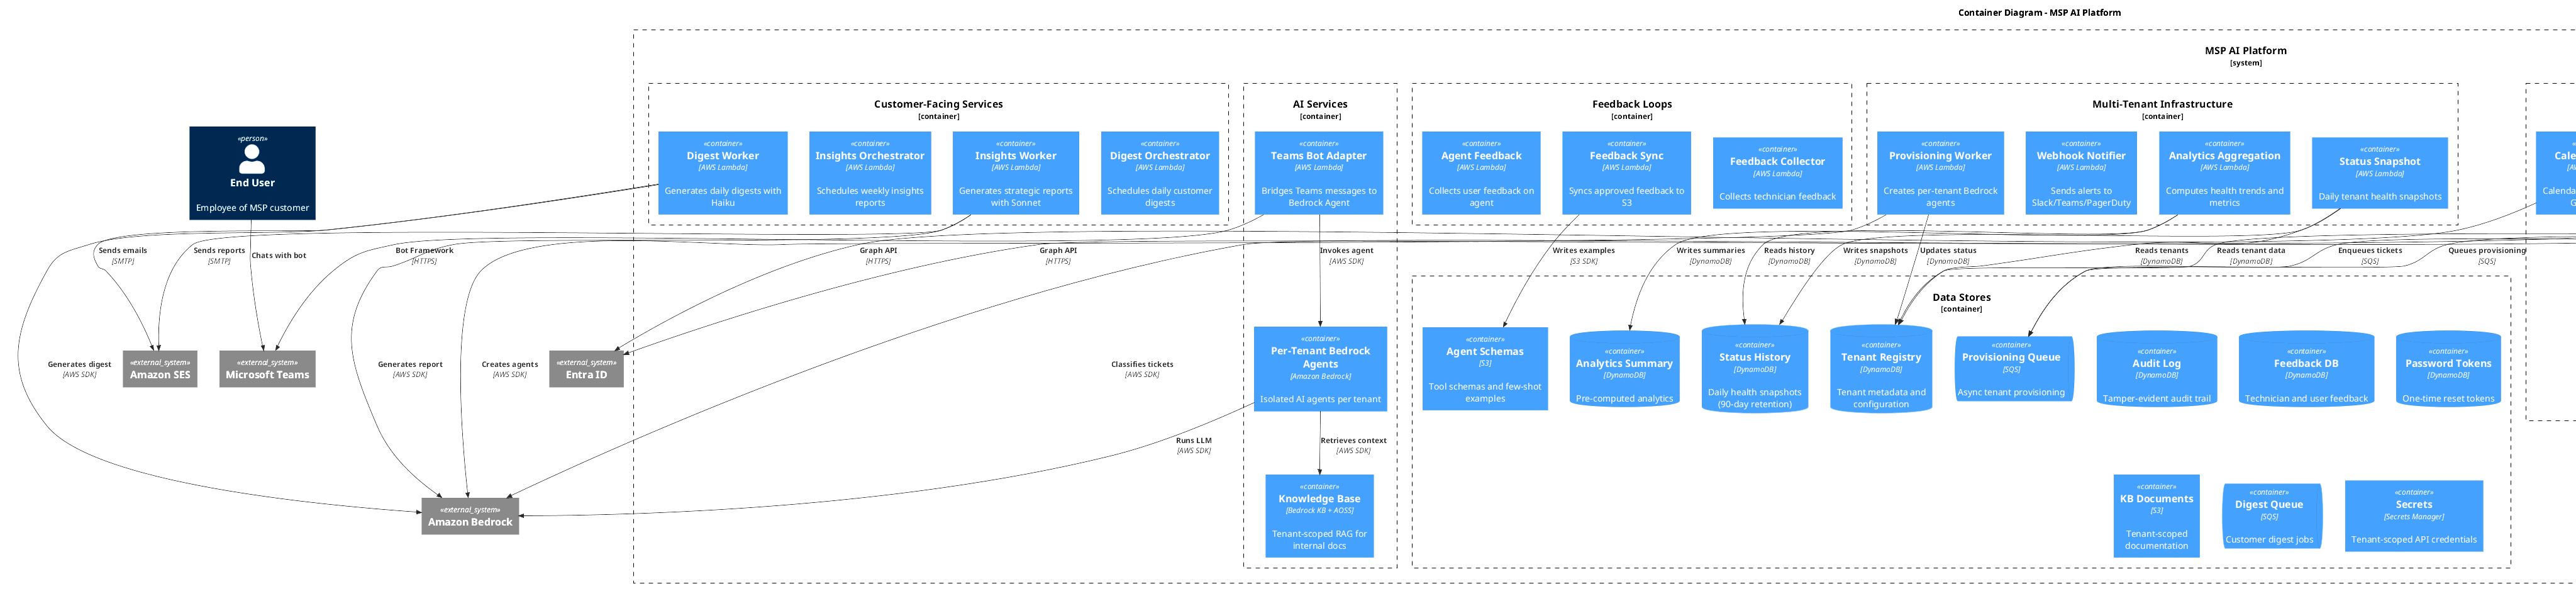 Container Diagram - MSP AI Platform
MSP AI Platform
[system]
Customer-Facing Services
[container]
«container»
Digest Worker
[AWS Lambda]
Generates daily digests with
Haiku
«container»
Insights Orchestrator
[AWS Lambda]
Schedules weekly insights
reports
«container»
Insights Worker
[AWS Lambda]
Generates strategic reports
with Sonnet
«container»
Digest Orchestrator
[AWS Lambda]
Schedules daily customer
digests
AI Services
[container]
«container»
Teams Bot Adapter
[AWS Lambda]
Bridges Teams messages to
Bedrock Agent
Feedback Loops
[container]
«container»
Agent Feedback
[AWS Lambda]
Collects user feedback on
agent
«container»
Feedback Sync
[AWS Lambda]
Syncs approved feedback to
S3
«container»
Feedback Collector
[AWS Lambda]
Collects technician feedback
Multi-Tenant Infrastructure
[container]
«container»
Provisioning Worker
[AWS Lambda]
Creates per-tenant Bedrock
agents
«container»
Webhook Notifier
[AWS Lambda]
Sends alerts to
Slack/Teams/PagerDuty
«container»
Analytics Aggregation
[AWS Lambda]
Computes health trends and
metrics
«container»
Status Snapshot
[AWS Lambda]
Daily tenant health snapshots
«person»
End User
Employee of MSP customer
Sends emails
[SMTP]
Sends reports
[SMTP]
Chats with bot
Bot Framework
[HTTPS]
Graph API
[HTTPS]
Graph API
[HTTPS]
Invokes agent
[AWS SDK]
Writes examples
[S3 SDK]
Writes summaries
[DynamoDB]
Reads history
[DynamoDB]
Writes snapshots
[DynamoDB]
Updates status
[DynamoDB]
Reads tenants
[DynamoDB]
Reads tenant data
[DynamoDB]
Enqueues tickets
[SQS]
Queues provisioning
[SQS]
Generates digest
[AWS SDK]
«external_system»
Amazon SES
«external_system»
Microsoft Teams
Generates report
[AWS SDK]
Creates agents
[AWS SDK]
«external_system»
Entra ID
Classifies tickets
[AWS SDK]
«container»
Per-Tenant Bedrock
Agents
[Amazon Bedrock]
Isolated AI agents per tenant
Data Stores
[container]
«container»
Agent Schemas
[S3]
Tool schemas and few-shot
examples
«container»
Analytics Summary
[DynamoDB]
Pre-computed analytics
«container»
Status History
[DynamoDB]
Daily health snapshots
(90-day retention)
«container»
Tenant Registry
[DynamoDB]
Tenant metadata and
configuration
«container»
Provisioning Queue
[SQS]
Async tenant provisioning
«container»
Audit Log
[DynamoDB]
Tamper-evident audit trail
«container»
Feedback DB
[DynamoDB]
Technician and user feedback
«container»
Password Tokens
[DynamoDB]
One-time reset tokens
Runs LLM
[AWS SDK]
Retrieves context
[AWS SDK]
«external_system»
Amazon Bedrock
«container»
Knowledge Base
[Bedrock KB + AOSS]
Tenant-scoped RAG for
internal docs
«container»
KB Documents
[S3]
Tenant-scoped
documentation
«container»
Digest Queue
[SQS]
Customer digest jobs
«container»
Secrets
[Secrets Manager]
Tenant-scoped API credentials